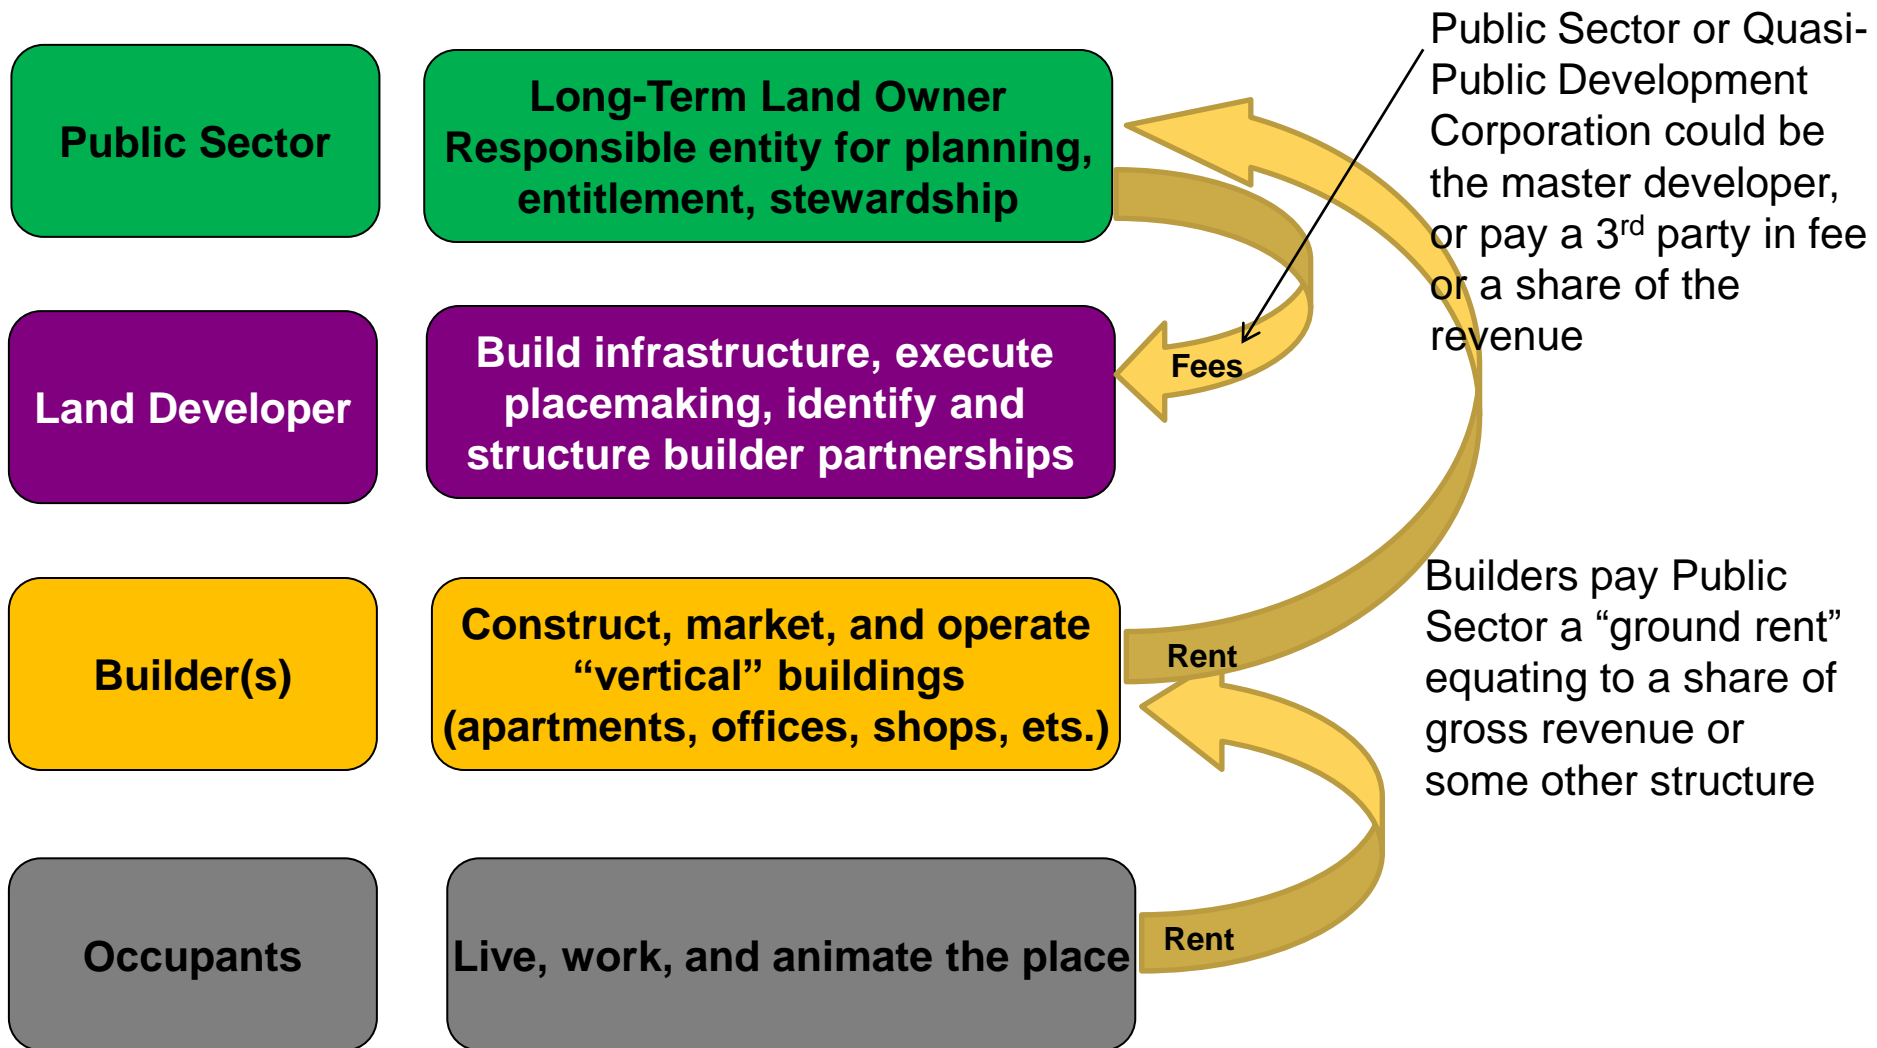 Public Sector
Long-Term Land Owner
Responsible entity for planning,
entitlement, stewardship
Public Sector or Quasi-
Public Development
Corporation could be
the master developer,
or pay a 3rd party in fee
or a share of the
revenue
Land Developer
Build infrastructure, execute
placemaking, identify and
structure builder partnerships
Fees
Builder(s)
Construct, market, and operate
“vertical” buildings
(apartments, offices, shops, ets.)
Rent
Builders pay Public
Sector a “ground rent”
equating to a share of
gross revenue or
some other structure
Occupants
Live, work, and animate the place
Rent